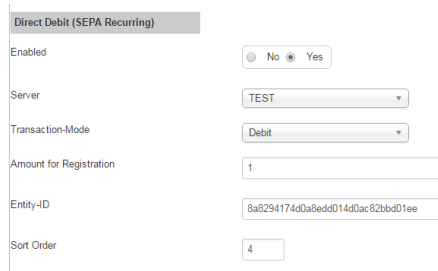 Direct Debit (SEPA Recurring)
Enabled No Yes
Server TEST
Transaction-Mode Debit
Amount for Registration 1
Entity-ID 8a8294174d0a8edd014d0ac82bbd01ee
Sort Order 4